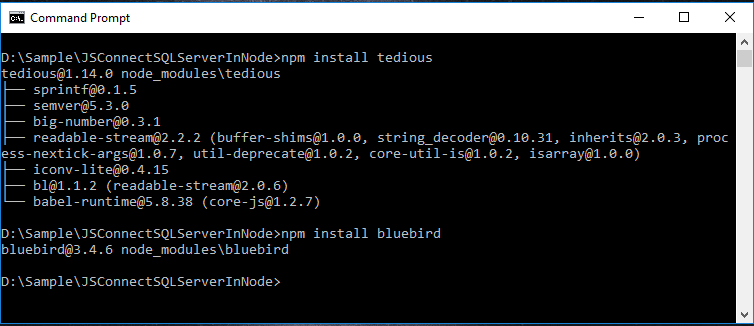 Command Prompt
D:\Sample\JSConnectSQLServerInNode>npm install tedious
tedious@1.14.0 node_modules\tedious
├── sprintf@0.1.5
├── semver@5.3.0
├── big-number@0.3.1
├── readable-stream@2.2.2 (buffer-shims@1.0.0, string_decoder@0.10.31, inherits@2.0.3, proc
ess-nextick-args@1.0.7, util-deprecate@1.0.2, core-util-is@1.0.2, isarray@1.0.0)
├── iconv-lite@0.4.15
├── bl@1.1.2 (readable-stream@2.0.6)
└── babel-runtime@5.8.38 (core-js@1.2.7)
D:\Sample\JSConnectSQLServerInNode>npm install bluebird
bluebird@3.4.6 node_modules\bluebird
D:\Sample\JSConnectSQLServerInNode>